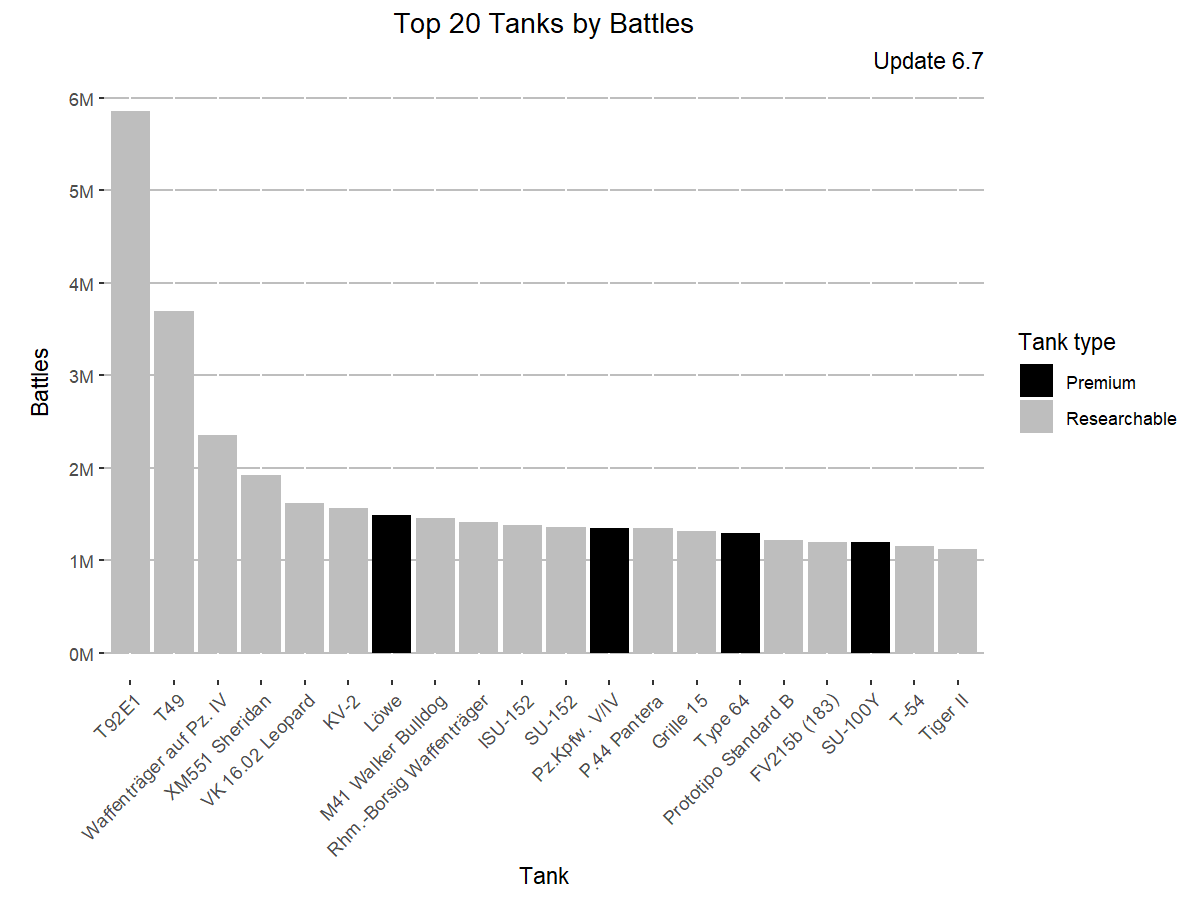 Top 20 Tanks by Battles
Update 6.7
6M
5M
4M
3M
2M
1M
0M
Battles
T92E1
T49
Waffenträger auf Pz. IV
XM551 Sheridan
VK 16.02 Leopard
KV-2
Löwe
M41 Walker Bulldog
Rhm.-Borsig Waffenträger
ISU-152
SU-152
Pz.Kpfw. V/IV
P.44 Pantera
Grille 15
Type 64
Prototipo Standard B
FV215b (183)
SU-100Y
T-54
Tiger II
Tank
Tank type
Premium
Researchable